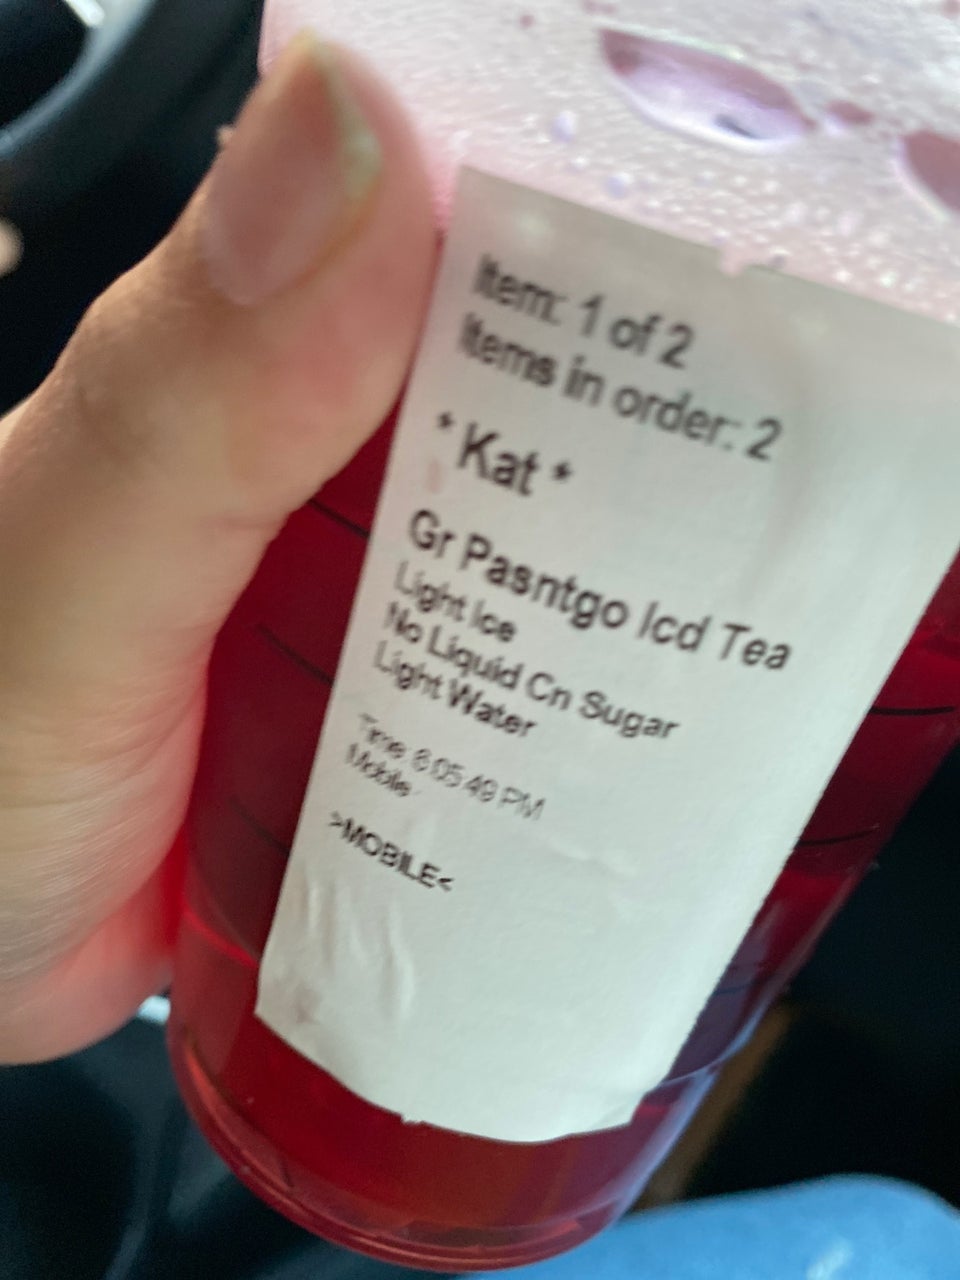 Item: 1 of 2
Items in order: 2
* Kat *
Gr Pasntgo Icd Tea
Light Ice
No Liquid Cn Sugar
Light Water
Time 6:05:49 PM
Mobile
>MOBILE<